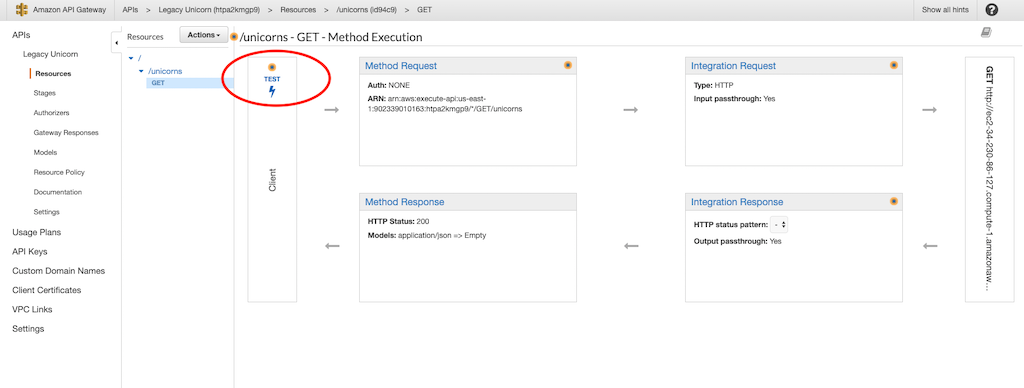 Amazon API Gateway
APIs > Legacy Unicorn (htpa2kmgp9) > Resources > /unicorns (id94c9) > GET
Show all hints
?
APIs
Legacy Unicorn
Resources
Stages
Authorizers
Gateway Responses
Models
Resource Policy
Documentation
Settings
Usage Plans
API Keys
Custom Domain Names
Client Certificates
VPC Links
Settings
Resources
Actions
/
/unicorns
GET
/unicorns - GET - Method Execution
TEST
Client
Method Request
Auth: NONE
ARN: arn:aws:execute-api:us-east-
1:902339010163:htpa2kmgp9/*/GET/unicorns
Integration Request
Type: HTTP
Input passthrough: Yes
Method Response
HTTP Status: 200
Models: application/json => Empty
Integration Response
HTTP status pattern: -
Output passthrough: Yes
GET http://ec2-34-230-86-127.compute-1.amazonaw...